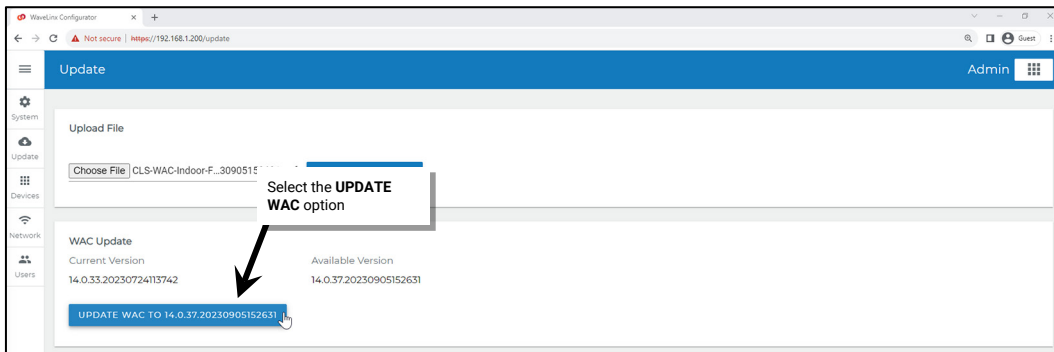 WaveLinx Configurator
Not secure | https://192.168.1.200/update
Guest
Update
Admin
System
Update
Devices
Network
Users
Upload File
Choose File CLS-WAC-Indoor-F...3090515
Select the UPDATE
WAC option
WAC Update
Current Version Available Version
14.0.33.20230724113742 14.0.37.20230905152631
UPDATE WAC TO 14.0.37.20230905152631